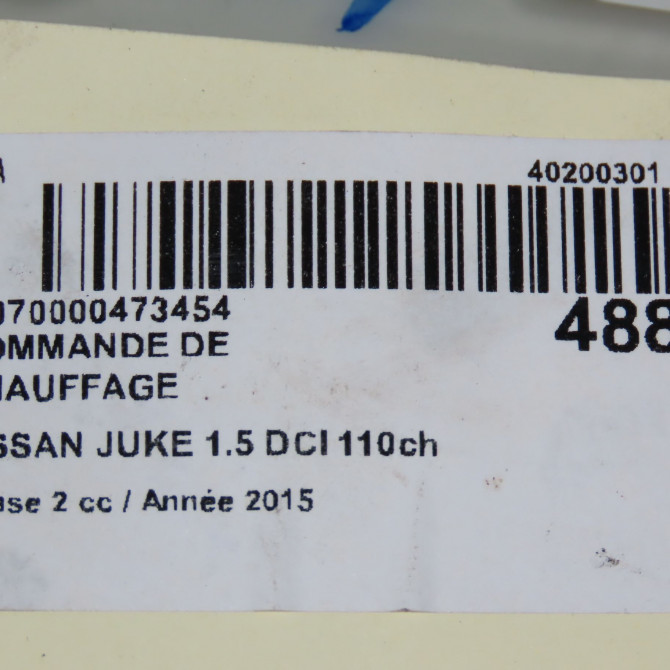 40200301
070000473454
488
OMMANDE DE
HAUFFAGE
SSAN JUKE 1.5 DCI 110ch
ase 2 cc / Année 2015